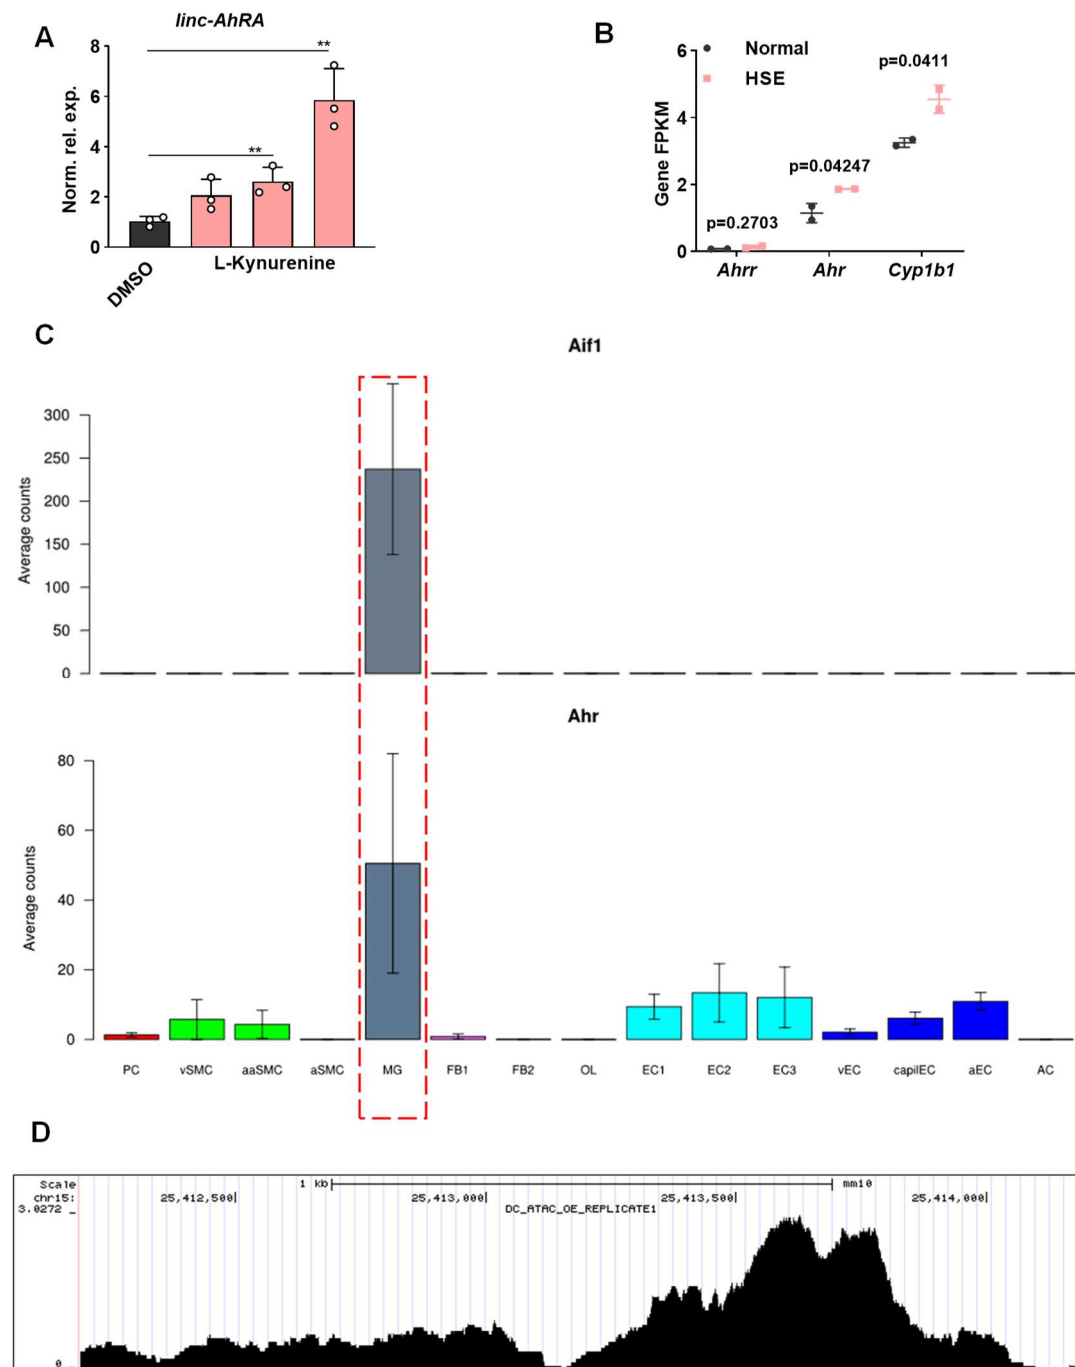 A
linc-AhRA
Norm. rel. exp.
8
6
4
2
0
**
**
DMSO
L-Kynurenine
B
Normal
HSE
Gene FPKM
6
4
2
0
p=0.2703
p=0.04247
p=0.0411
Ahrr
Ahr
Cyp1b1
C
Aif1
Average counts
300
250
200
150
100
50
0
Ahr
Average counts
80
60
40
20
0
PC vSMC aaSMC aSMC MG FB1 FB2 OL EC1 EC2 EC3 vEC capilEC aEC AC
D
Scale 1 kb mm10
chr15: 25,412,500 25,413,000 25,413,500 25,414,000
3.0272 _ DC_ATAC_OE_REPLICATE1
0